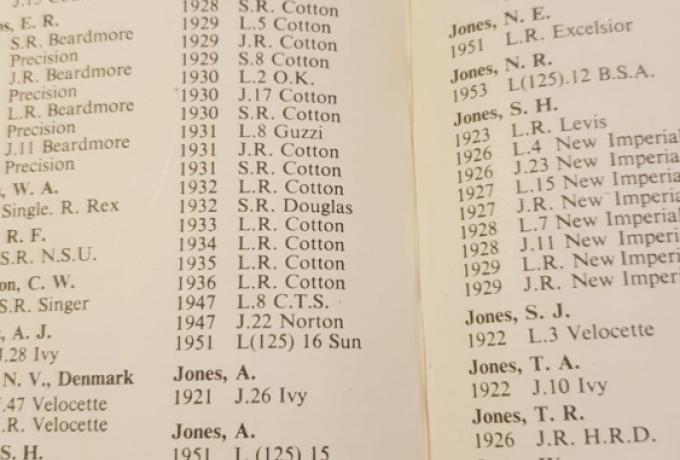 E. R.
S.R. Beardmore
Precision
J.R. Beardmore
Precision
L.R. Beardmore
Precision
J.11 Beardmore
Precision
W. A.
Single. R. Rex
R. F.
S.R. N.S.U.
C. W.
S.R. Singer
A. J.
J.28 Ivy
N. V., Denmark
J.47 Velocette
R. Velocette
S. H.
1928 S.R. Cotton
1929 L.5 Cotton
1929 J.R. Cotton
1929 S.8 Cotton
1930 L.2 O.K.
1930 J.17 Cotton
1930 S.R. Cotton
1931 L.8 Guzzi
1931 J.R. Cotton
1931 S.R. Cotton
1932 L.R. Cotton
1932 S.R. Douglas
1933 L.R. Cotton
1934 L.R. Cotton
1935 L.R. Cotton
1936 L.R. Cotton
1947 L.8 C.T.S.
1947 J.22 Norton
1951 L(125) 16 Sun
Jones, A.
1921 J.26 Ivy
Jones, A.
1951 L (125) 15
Jones, N. E.
1951 L.R. Excelsior
Jones, N. R.
1953 L(125).12 B.S.A.
Jones, S. H.
1923 L.R. Levis
1926 L.4 New Imperial
1926 J.23 New Imperia
1927 L.15 New Imperia
1927 J.R. New Imperia
1928 L.7 New Imperial
1928 J.11 New Imperi
1929 L.R. New Imperi
1929 J.R. New Imperi
Jones, S. J.
1922 L.3 Velocette
Jones, T. A.
1922 J.10 Ivy
Jones, T. R.
1926 J.R. H.R.D.